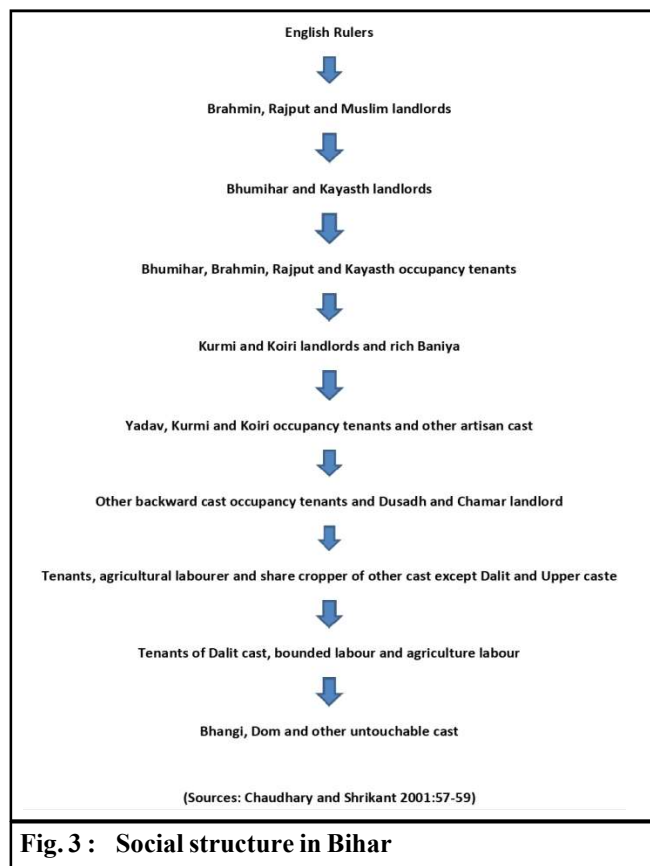 English Rulers
Brahmin, Rajput and Muslim landlords
Bhumihar and Kayasth landlords
Bhumihar, Brahmin, Rajput and Kayasth occupancy tenants
Kurmi and Koiri landlords and rich Baniya
Yadav, Kurmi and Koiri occupancy tenants and other artisan cast
Other backward cast occupancy tenants and Dusadh and Chamar landlord
Tenants, agricultural labourer and share cropper of other cast except Dalit and Upper caste
Tenants of Dalit cast, bounded labour and agriculture labour
Bhangi, Dom and other untouchable cast
(Sources: Chaudhary and Shrikant 2001:57-59)
Fig. 3 : Social structure in Bihar